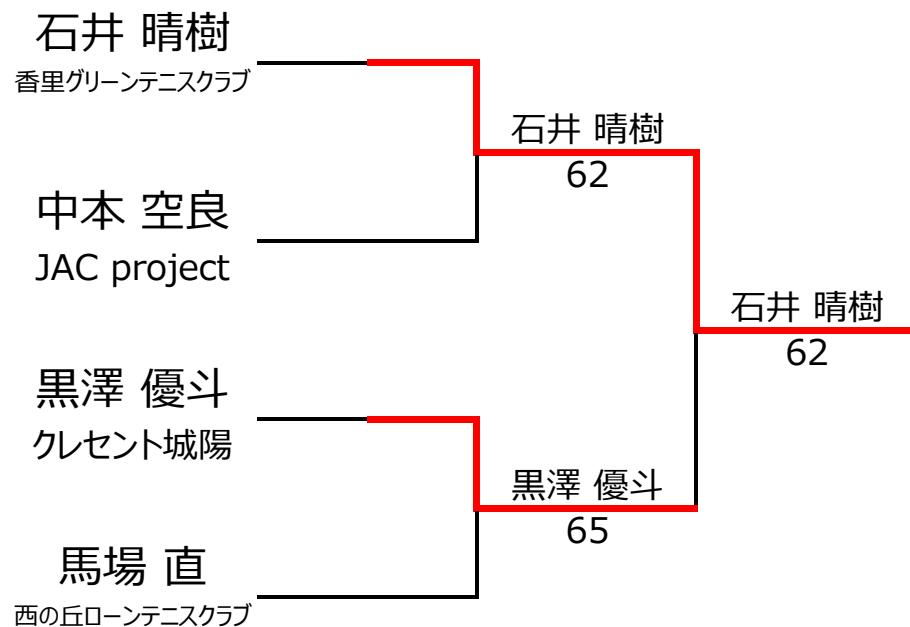 石井 晴樹
香里グリーンテニスクラブ
石井 晴樹
62
中本 空良
JAC project
石井 晴樹
62
黒澤 優斗
クレセント城陽
黒澤 優斗
65
馬場 直
西の丘ローンテニスクラブ